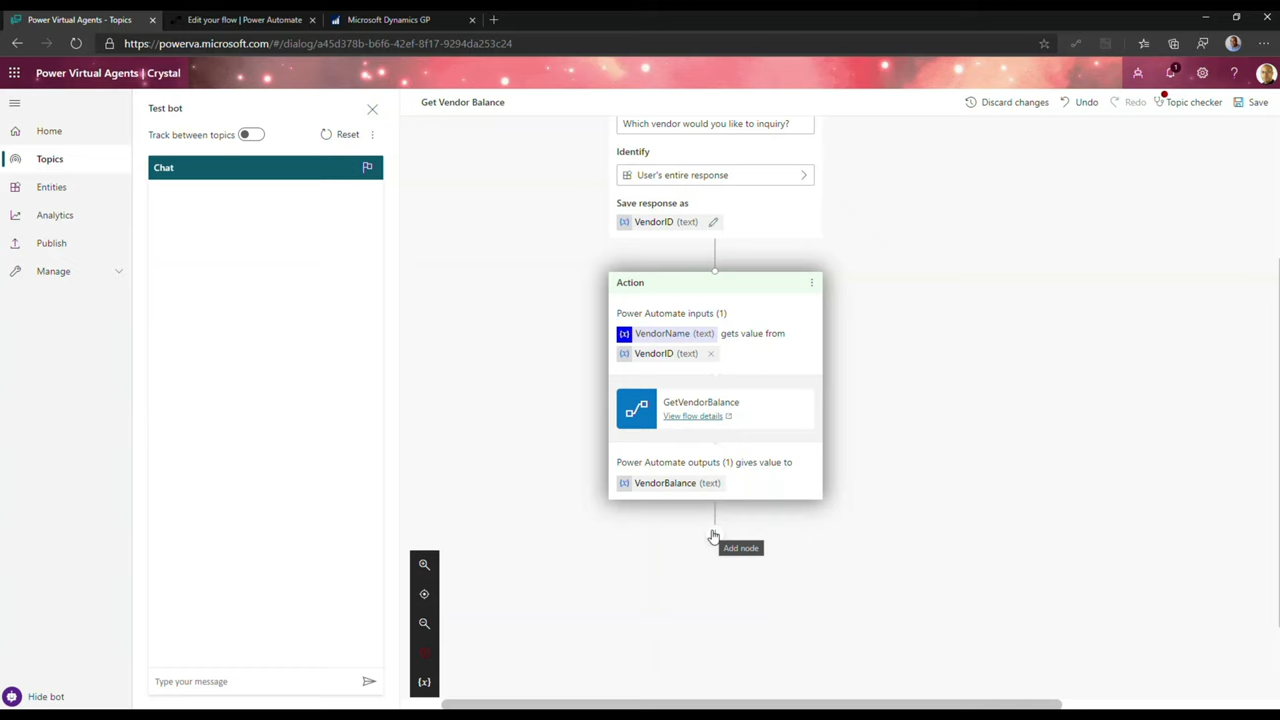 Power Virtual Agents - Topics
Edit your flow | Power Automate
Microsoft Dynamics GP
https://powerva.microsoft.com/#/dialog/a45d378b-b6f6-42ef-8f17-9294da253c24
Power Virtual Agents | Crystal
1
?
Home
Topics
Entities
Analytics
Publish
Manage
Hide bot
Test bot
Track between topics
Reset
Chat
Type your message
Get Vendor Balance
Discard changes
Undo
Redo
Topic checker
Save
Which vendor would you like to inquiry?
Identify
User's entire response
Save response as
{x} VendorID (text)
Action
Power Automate inputs (1)
{x} VendorName (text) gets value from
{x} VendorID (text)
GetVendorBalance
View flow details
Power Automate outputs (1) gives value to
{x} VendorBalance (text)
Add node
{x}